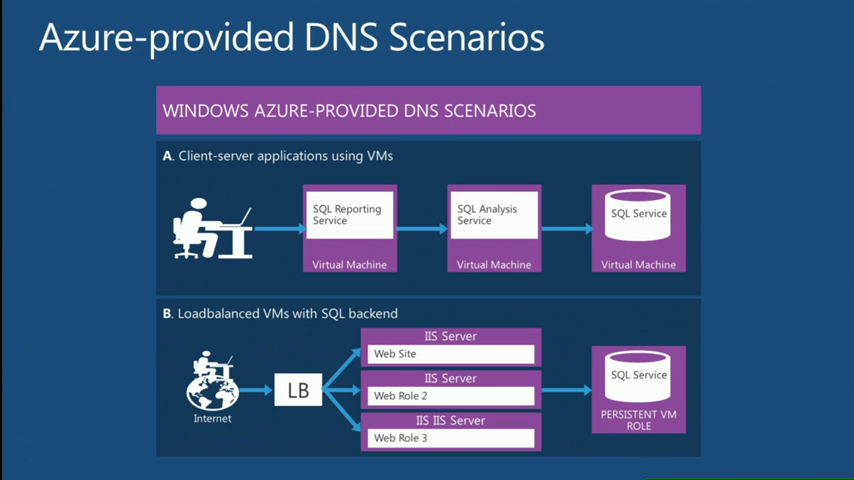 Azure-provided DNS Scenarios
WINDOWS AZURE-PROVIDED DNS SCENARIOS
A. Client-server applications using VMs
SQL Reporting
Service
Virtual Machine
SQL Analysis
Service
Virtual Machine
SQL Service
Virtual Machine
B. Loadbalanced VMs with SQL backend
Internet
LB
IIS Server
Web Site
IIS Server
Web Role 2
IIS IIS Server
Web Role 3
SQL Service
PERSISTENT VM
ROLE